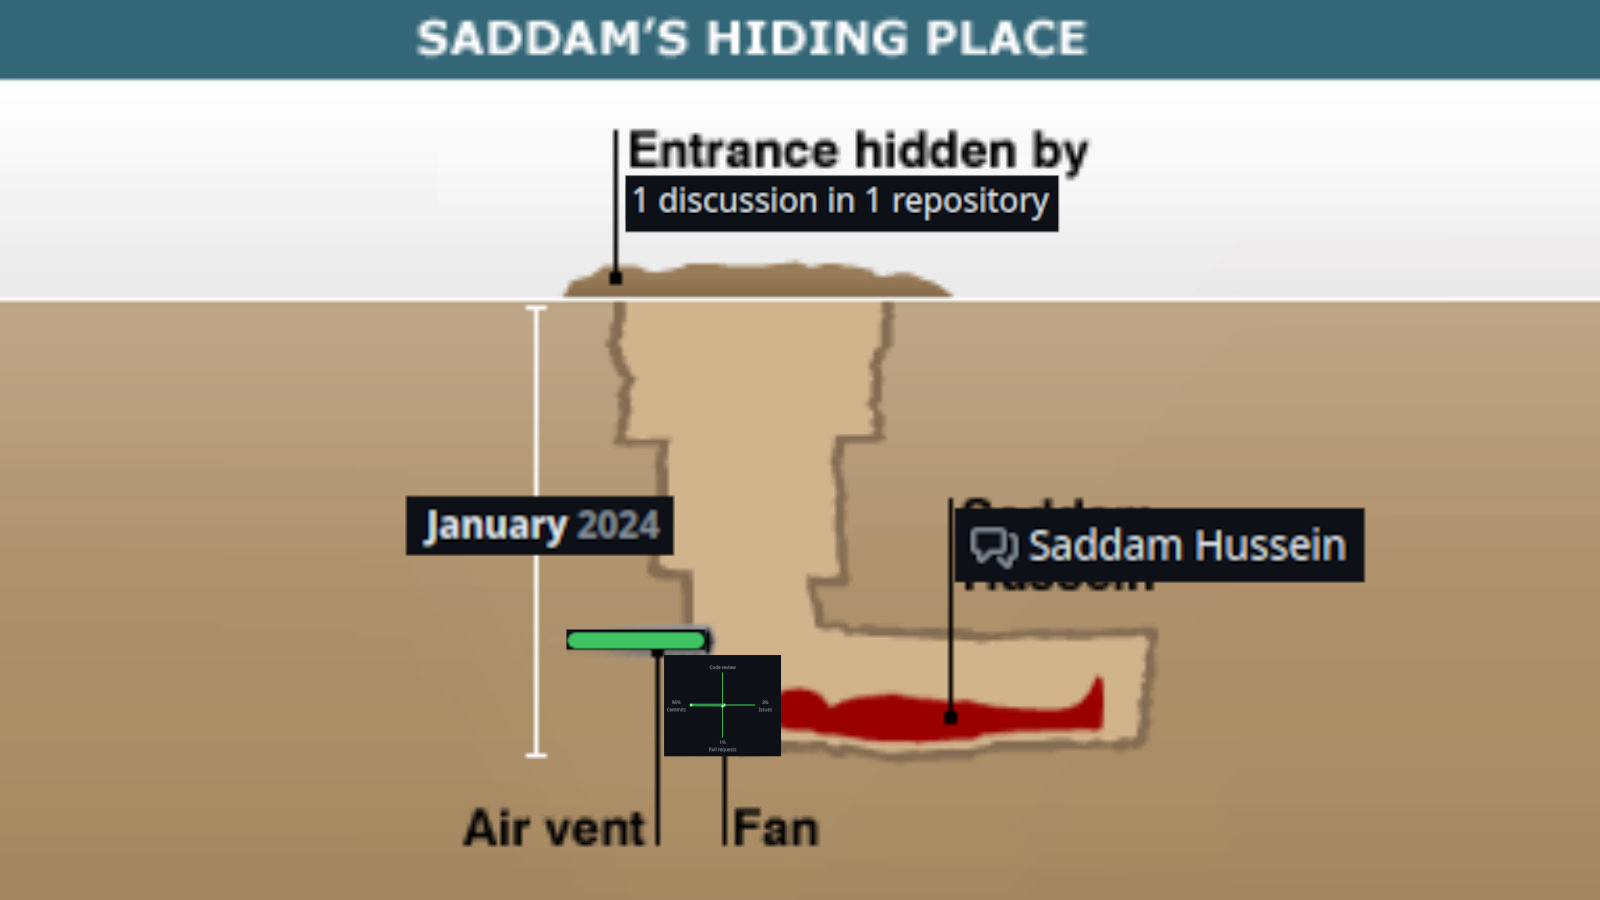 SADDAM'S HIDING PLACE
Entrance hidden by
1 discussion in 1 repository
January 2024
Saddam Hussein
Code review
Commits
Issues
1%
Pull requests
Air vent
Fan